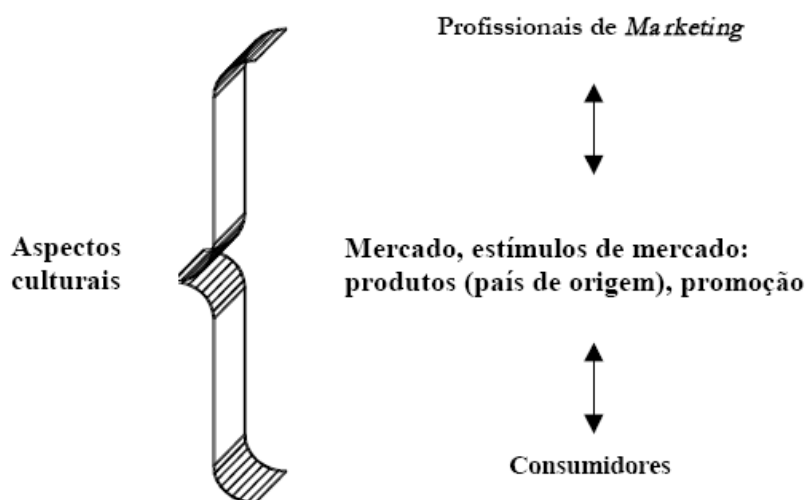 Profissionais de Marketing
Aspectos
culturais
Mercado, estímulos de mercado:
produtos (país de origem), promoção
Consumidores